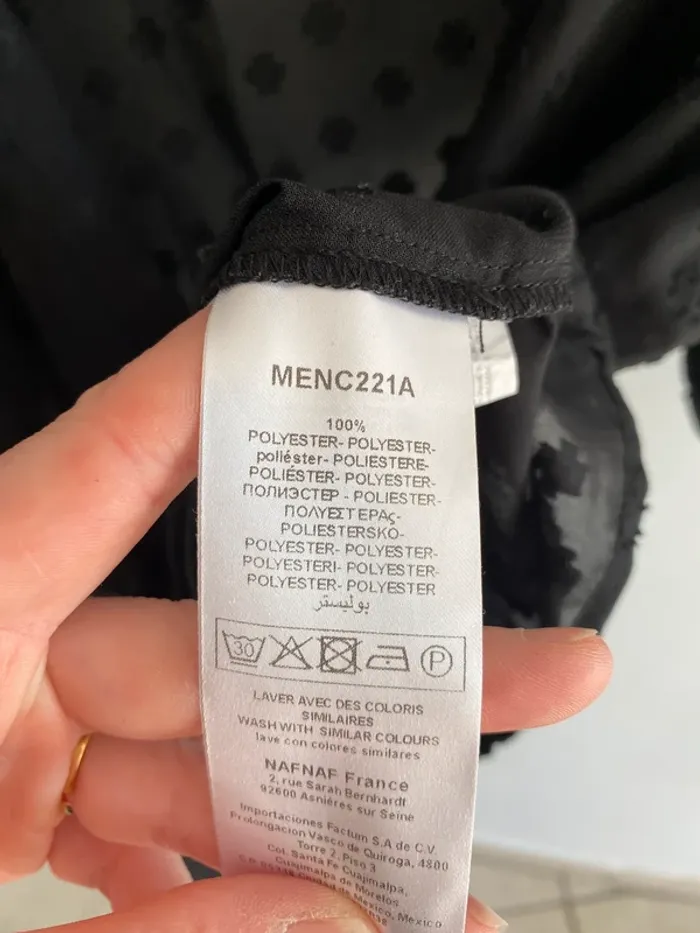 MENC221A
100%
POLYESTER- POLYESTER-
poliéster- POLIESTERE-
POLIÉSTER- POLYESTER-
ПОЛИЭСТЕР - POLIESTER-
ΠΟΛΥΕΣΤΕΡΑς-
POLIESTERSKO-
POLYESTER- POLYESTER-
POLYESTERI- POLYESTER-
POLYESTER- POLYESTER
بوليستر
30
P
LAVER AVEC DES COLORIS
SIMILAIRES
WASH WITH SIMILAR COLOURS
lave con colores similares
NAFNAF France
2, rue Sarah Bernhardt
92600 Asnières sur Seine
Importaciones Factum S.A de C.V.
Prolongacion Vasco de Quiroga, 4800
Torre 2, Piso 3
Col. Santa Fe Cuajimalpa,
Cuajimalpa de Morelos
Ciudad de Mexico, Mexico